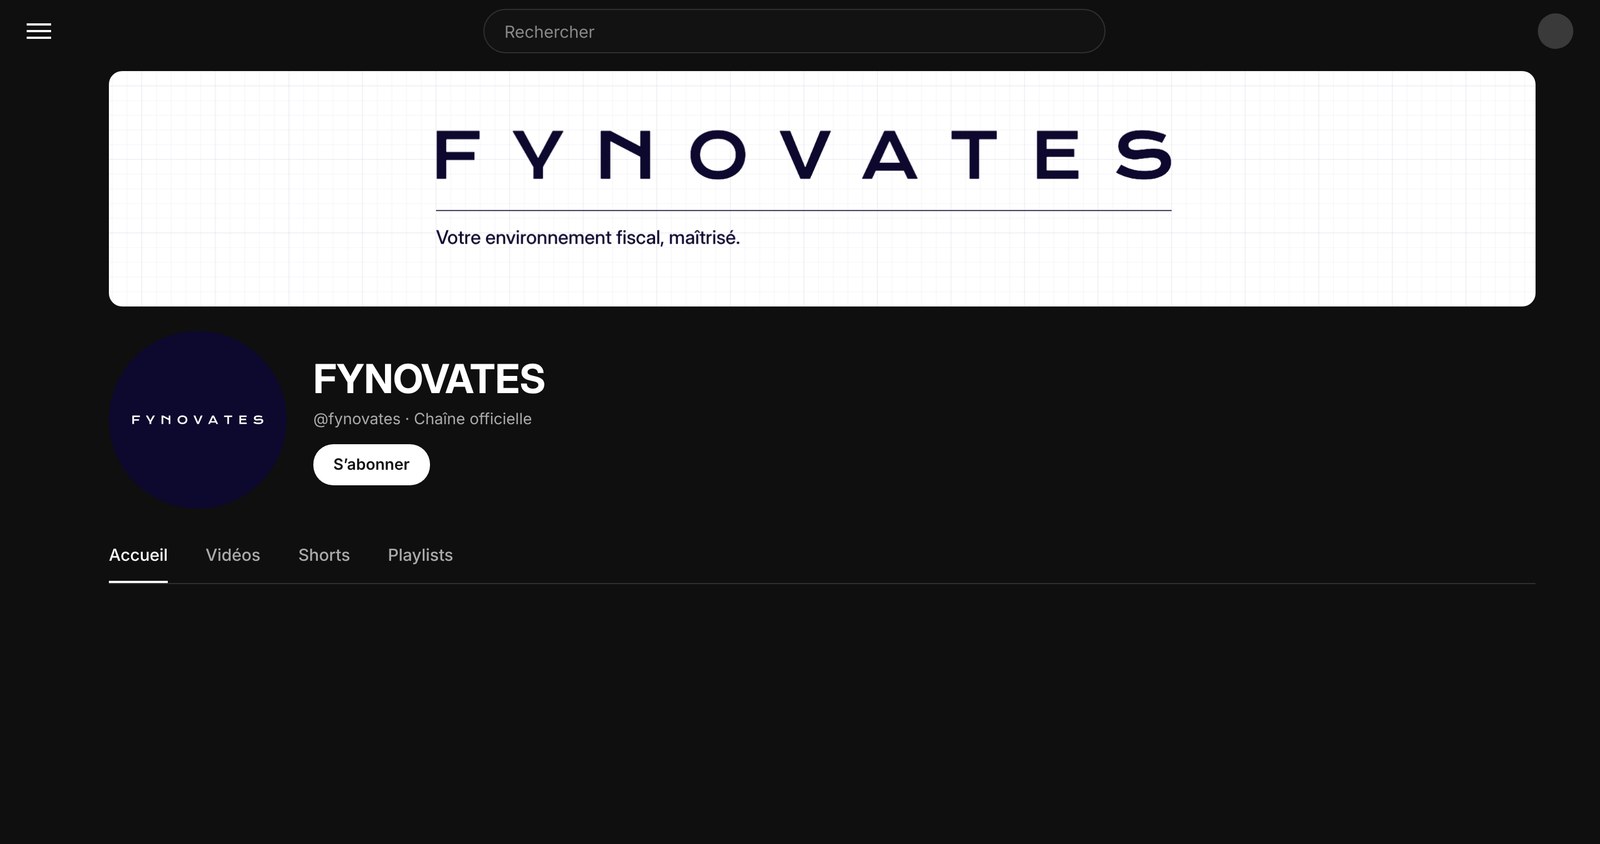 Rechercher
FYNOVATES
Votre environnement fiscal, maîtrisé.
FYNOVATES
FYNOVATES
@fynovates · Chaîne officielle
S’abonner
Accueil Vidéos Shorts Playlists